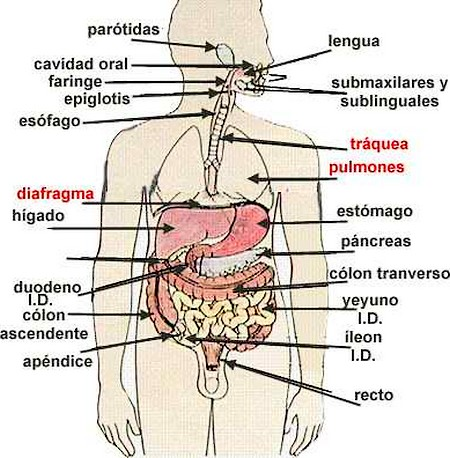 parótidas
lengua
cavidad oral
faringe
epiglotis
submaxilares y
sublinguales
esófago
tráquea
pulmones
diafragma
hígado
estómago
páncreas
cólon tranverso
duodeno
I.D.
yeyuno
I.D.
cólon
ascendente
íleon
I.D.
apéndice
recto